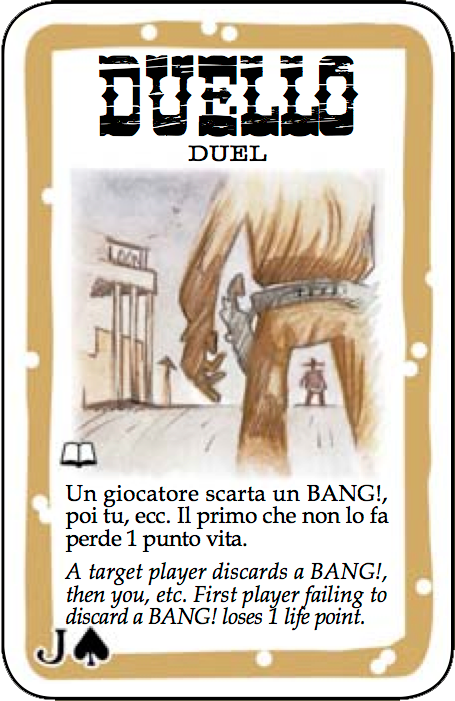 DUELLO
DUEL
Un giocatore scarta un BANG!,
poi tu, ecc. Il primo che non lo fa
perde 1 punto vita.
A target player discards a BANG!,
then you, etc. First player failing to
discard a BANG! loses 1 life point.
J♠